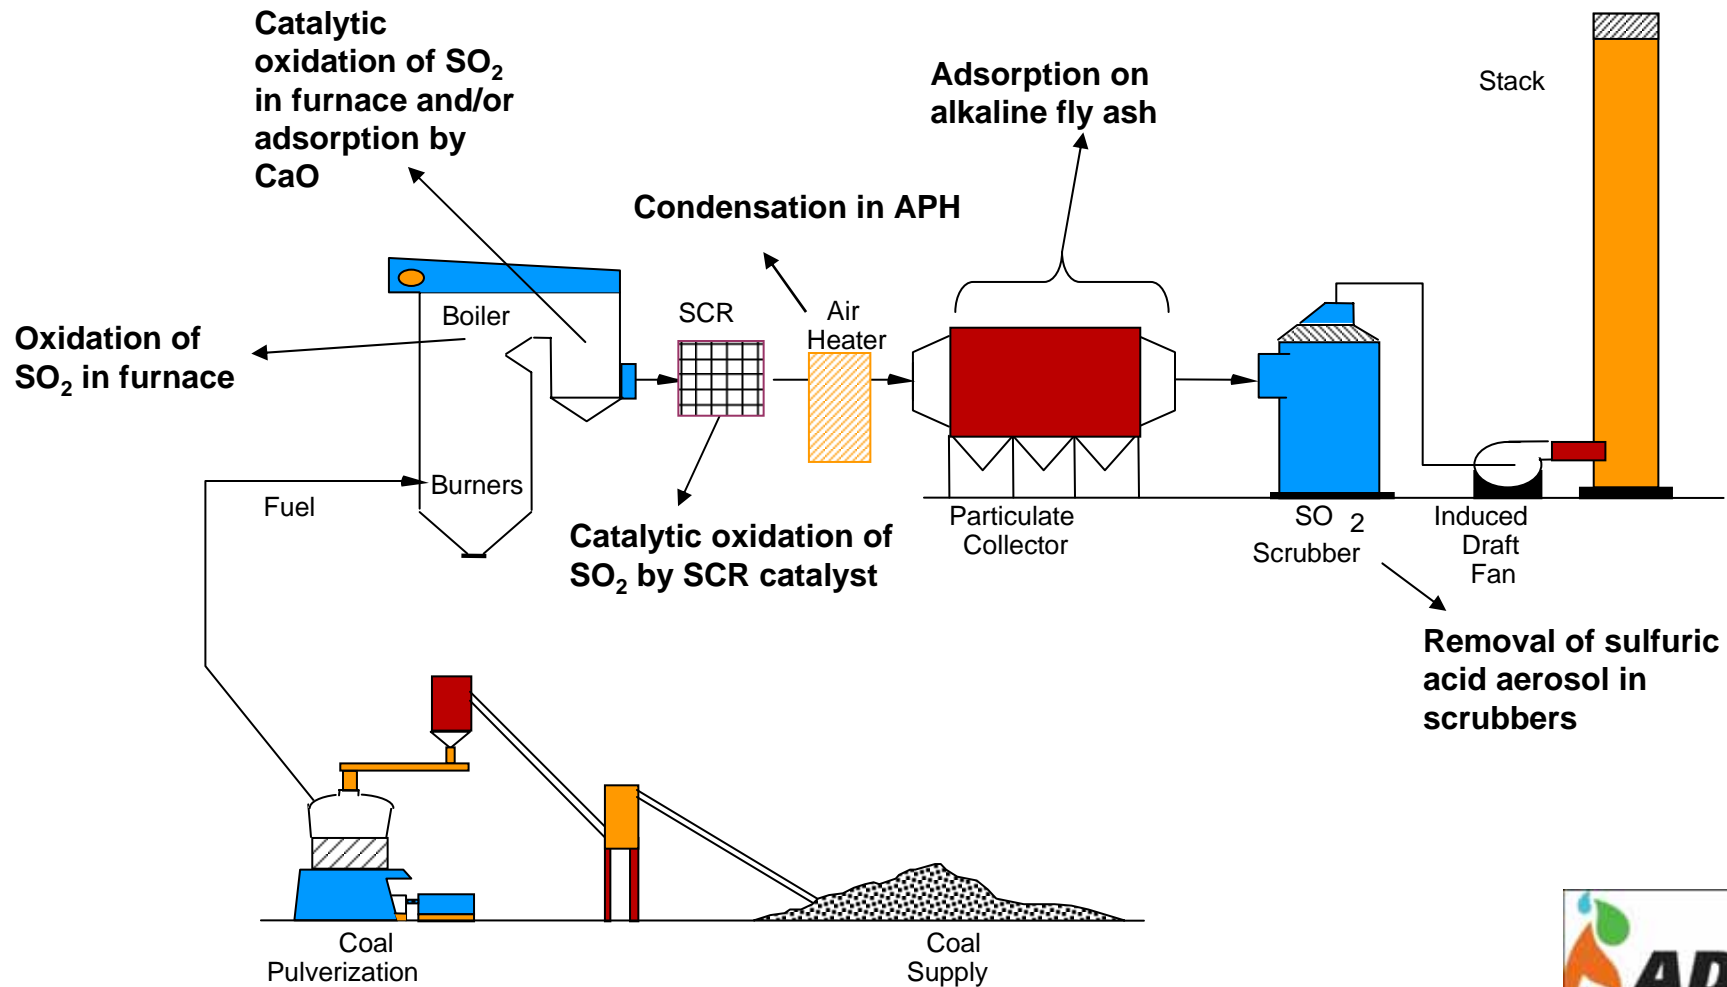 Catalytic
oxidation of SO₂
in furnace and/or
adsorption by
CaO
Adsorption on
alkaline fly ash
Stack
Condensation in APH
Boiler
SCR
Air
Heater
Oxidation of
SO₂ in furnace
Burners
Fuel
Catalytic oxidation of
SO₂ by SCR catalyst
Particulate
Collector
SO 2
Scrubber
Induced
Draft
Fan
Removal of sulfuric
acid aerosol in
scrubbers
Coal
Pulverization
Coal
Supply